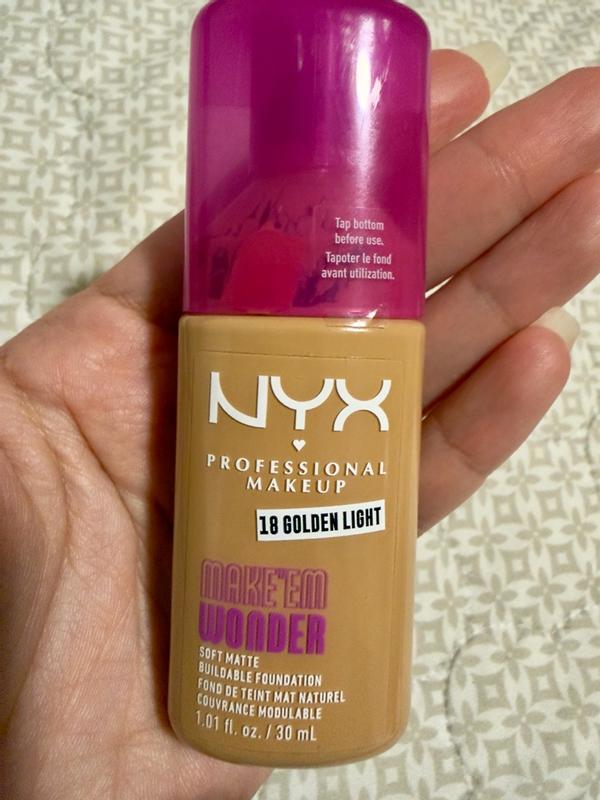 Tap bottom
before use.
Tapoter le fond
avant utilization.
NYX
PROFESSIONAL
MAKEUP
18 GOLDEN LIGHT
MAKE'EM
WONDER
SOFT MATTE
BUILDABLE FOUNDATION
FOND DE TEINT MAT NATUREL
COUVRANCE MODULABLE
1.01 fl. oz. / 30 mL